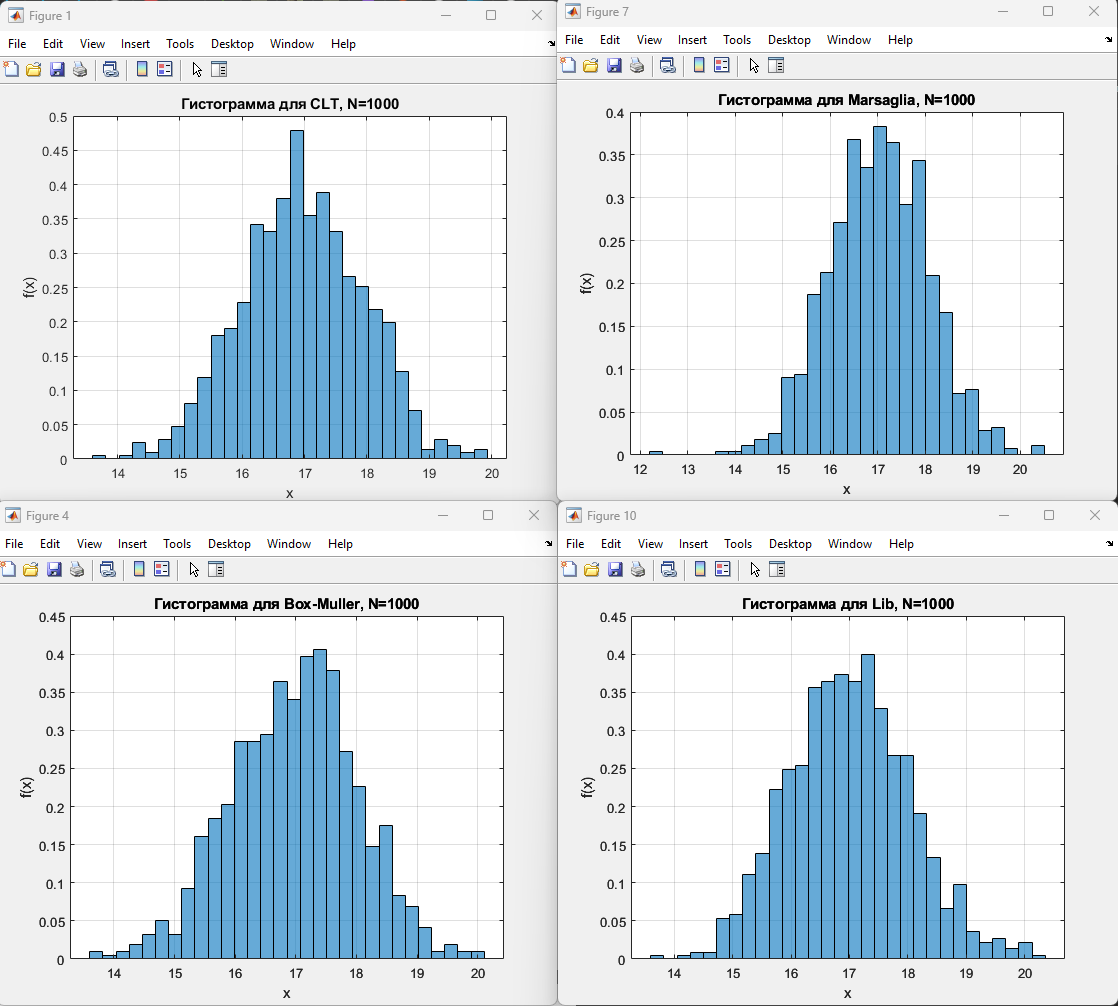 Figure 1
File Edit View Insert Tools Desktop Window Help
Гистограмма для CLT, N=1000
0.5
0.45
0.4
0.35
0.3
0.25
0.2
0.15
0.1
0.05
0
f(x)
14 15 16 17 18 19 20
x
Figure 7
File Edit View Insert Tools Desktop Window Help
Гистограмма для Marsaglia, N=1000
0.4
0.35
0.3
0.25
0.2
0.15
0.1
0.05
0
f(x)
12 13 14 15 16 17 18 19 20
x
Figure 4
File Edit View Insert Tools Desktop Window Help
Гистограмма для Box-Muller, N=1000
0.45
0.4
0.35
0.3
0.25
0.2
0.15
0.1
0.05
0
f(x)
14 15 16 17 18 19 20
x
Figure 10
File Edit View Insert Tools Desktop Window Help
Гистограмма для Lib, N=1000
0.45
0.4
0.35
0.3
0.25
0.2
0.15
0.1
0.05
0
f(x)
14 15 16 17 18 19 20
x